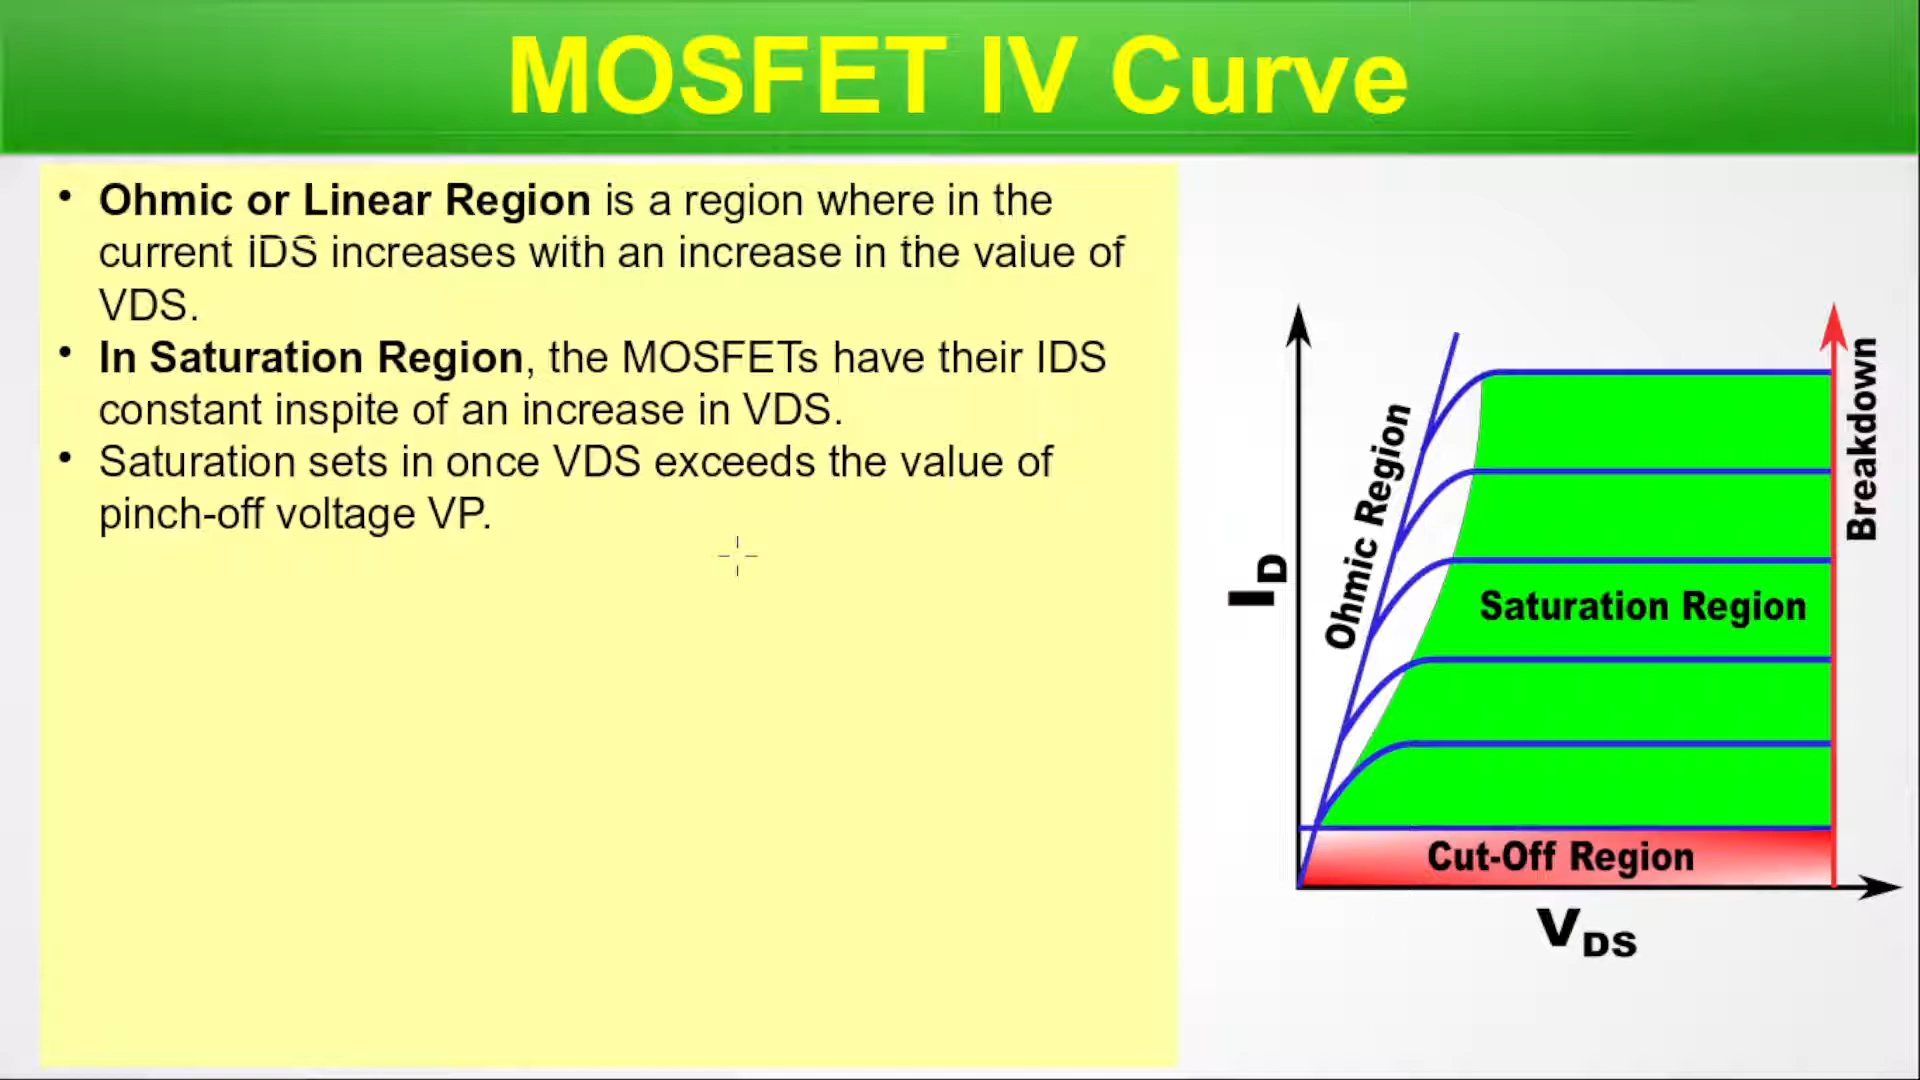 MOSFET IV Curve
• Ohmic or Linear Region is a region where in the
current IDS increases with an increase in the value of
VDS.
• In Saturation Region, the MOSFETs have their IDS
constant inspite of an increase in VDS.
• Saturation sets in once VDS exceeds the value of
pinch-off voltage VP.
ID
Ohmic Region
Saturation Region
Breakdown
Cut-Off Region
VDS